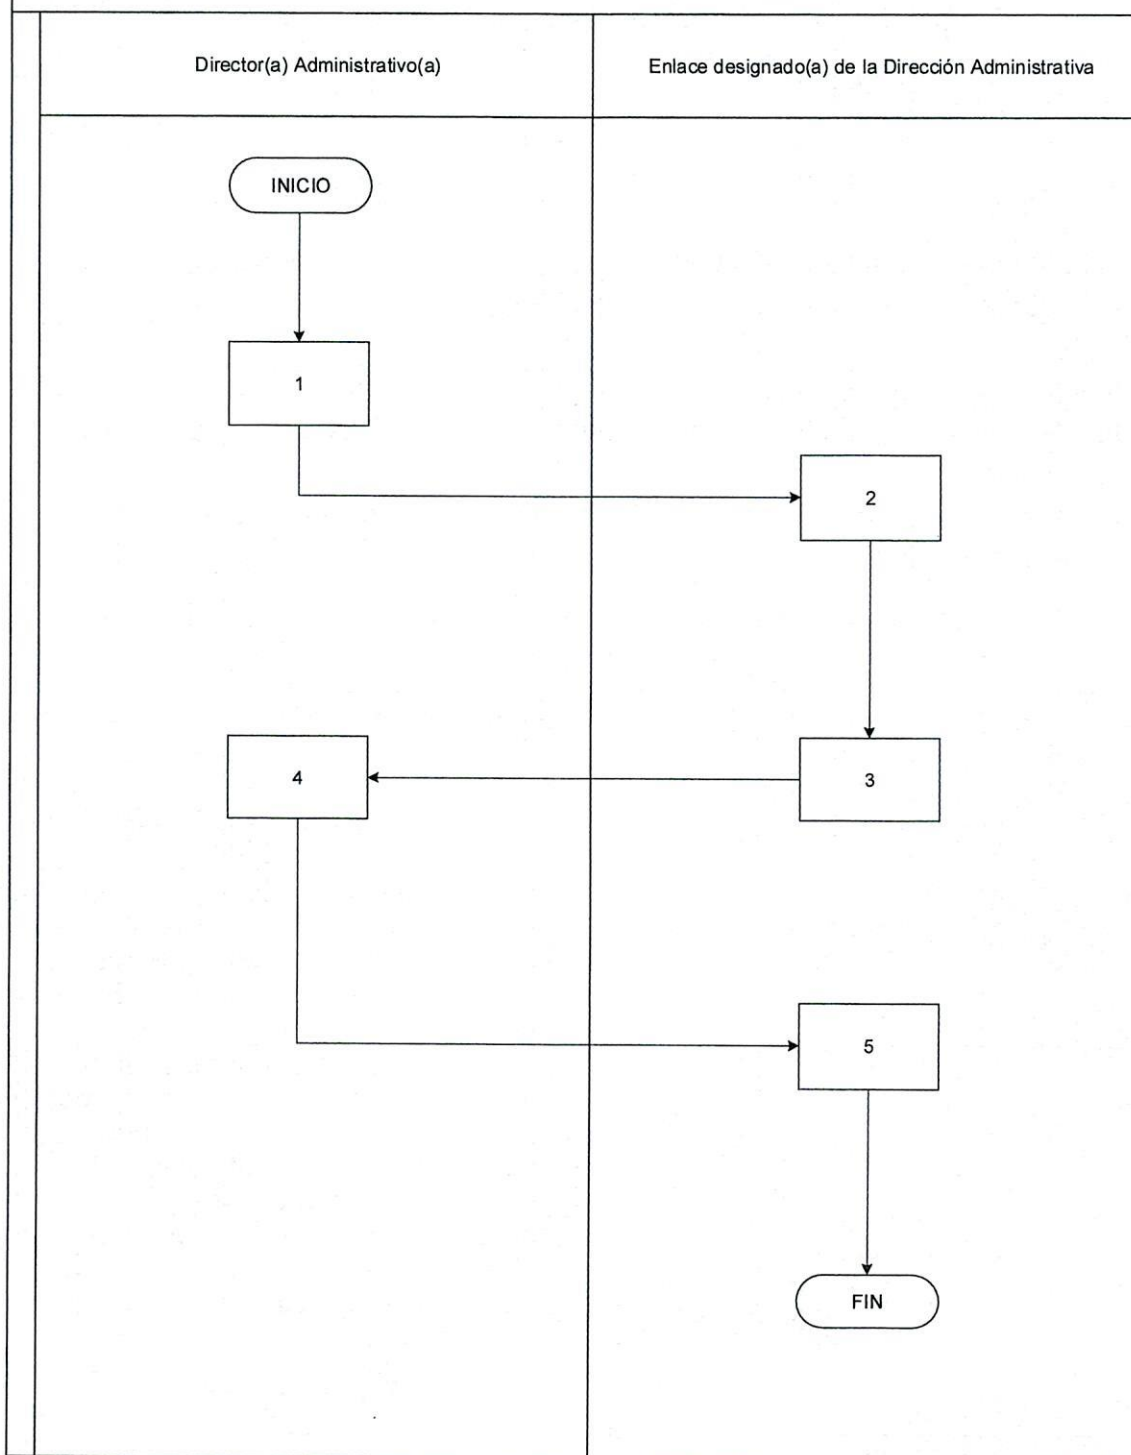 Director(a) Administrativo(a)
Enlace designado(a) de la Dirección Administrativa
INICIO
1
2
3
4
5
FIN